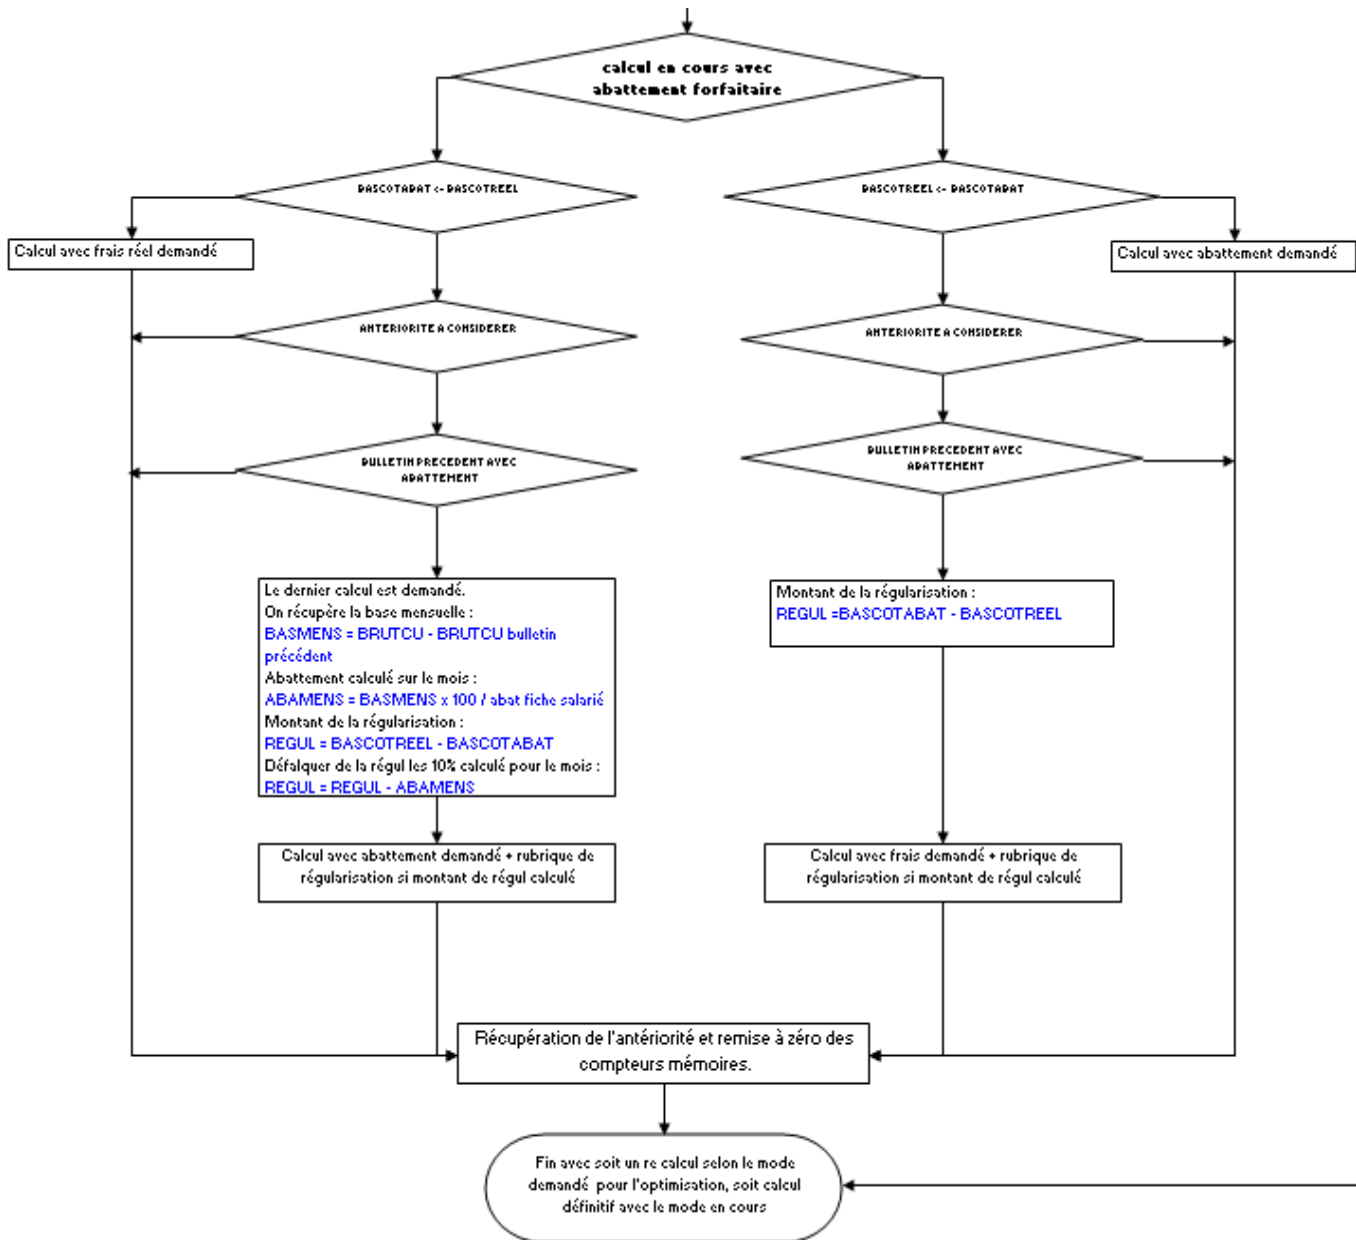 calcul en cours avec
abattement forfaitaire
BASCOTABAT <- BASCOTREEL
BASCOTREEL <- BASCOTABAT
Calcul avec frais réel demandé
Calcul avec abattement demandé
ANTERIORITE A CONSIDERER
ANTERIORITE A CONSIDERER
BULLETIN PRECEDENT AVEC
ABATTEMENT
BULLETIN PRECEDENT AVEC
ABATTEMENT
Le dernier calcul est demandé.
On récupère la base mensuelle :
BASMENS = BRUTCU - BRUTCU bulletin
précédent
Abattement calculé sur le mois :
ABAMENS = BASMENS x 100 / abat fiche salarié
Montant de la régularisation :
REGUL = BASCOTREEL - BASCOTABAT
Défalquer de la régul les 10% calculé pour le mois :
REGUL = REGUL - ABAMENS
Montant de la régularisation :
REGUL =BASCOTABAT - BASCOTREEL
Calcul avec abattement demandé + rubrique de
régularisation si montant de régul calculé
Calcul avec frais demandé + rubrique de
régularisation si montant de régul calculé
Récupération de l'antériorité et remise à zéro des
compteurs mémoires.
Fin avec soit un re calcul selon le mode
demandé pour l'optimisation, soit calcul
définitif avec le mode en cours